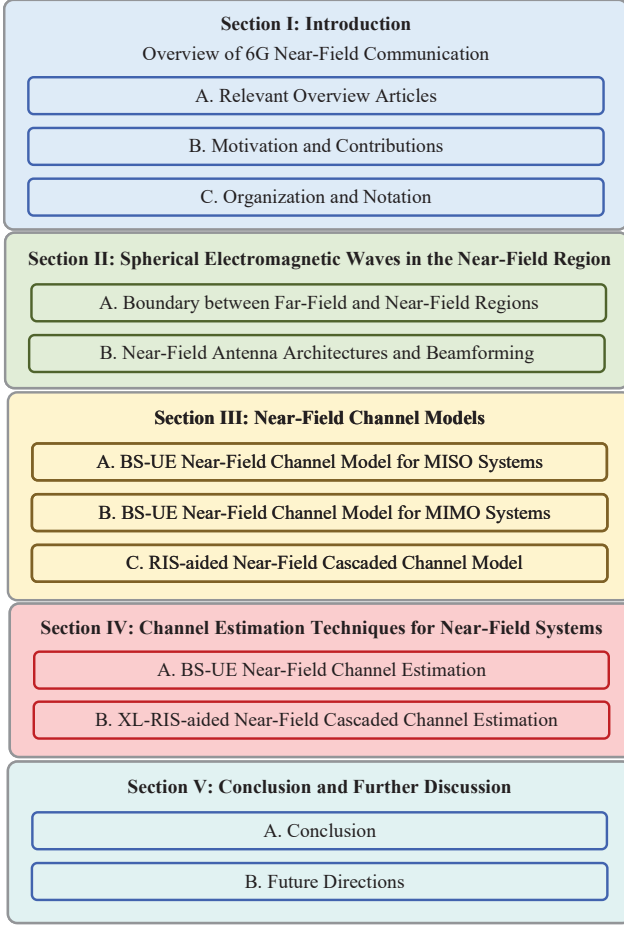 Section I: Introduction
Overview of 6G Near-Field Communication
A. Relevant Overview Articles
B. Motivation and Contributions
C. Organization and Notation
Section II: Spherical Electromagnetic Waves in the Near-Field Region
A. Boundary between Far-Field and Near-Field Regions
B. Near-Field Antenna Architectures and Beamforming
Section III: Near-Field Channel Models
A. BS-UE Near-Field Channel Model for MISO Systems
B. BS-UE Near-Field Channel Model for MIMO Systems
C. RIS-aided Near-Field Cascaded Channel Model
Section IV: Channel Estimation Techniques for Near-Field Systems
A. BS-UE Near-Field Channel Estimation
B. XL-RIS-aided Near-Field Cascaded Channel Estimation
Section V: Conclusion and Further Discussion
A. Conclusion
B. Future Directions